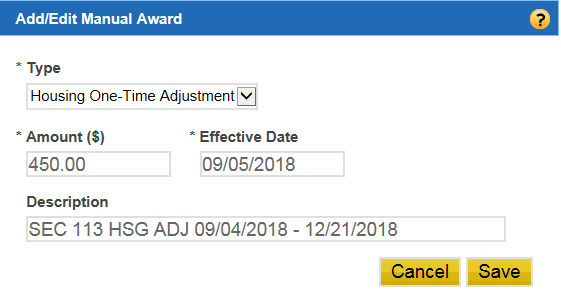 Add/Edit Manual Award ?
* Type
Housing One-Time Adjustment
* Amount ($) * Effective Date
450.00 09/05/2018
Description
SEC 113 HSG ADJ 09/04/2018 - 12/21/2018
Cancel Save